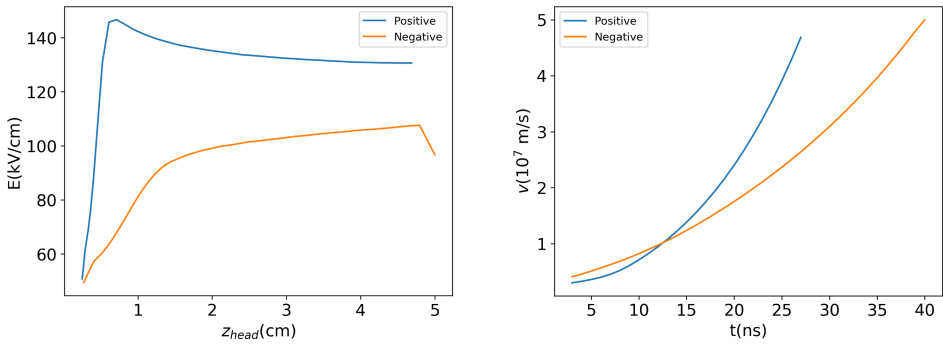 Positive
Negative
140
120
100
80
60
E(kV/cm)
1 2 3 4 5
z_head(cm)
Positive
Negative
5
4
3
2
1
v(10^7 m/s)
5 10 15 20 25 30 35 40
t(ns)